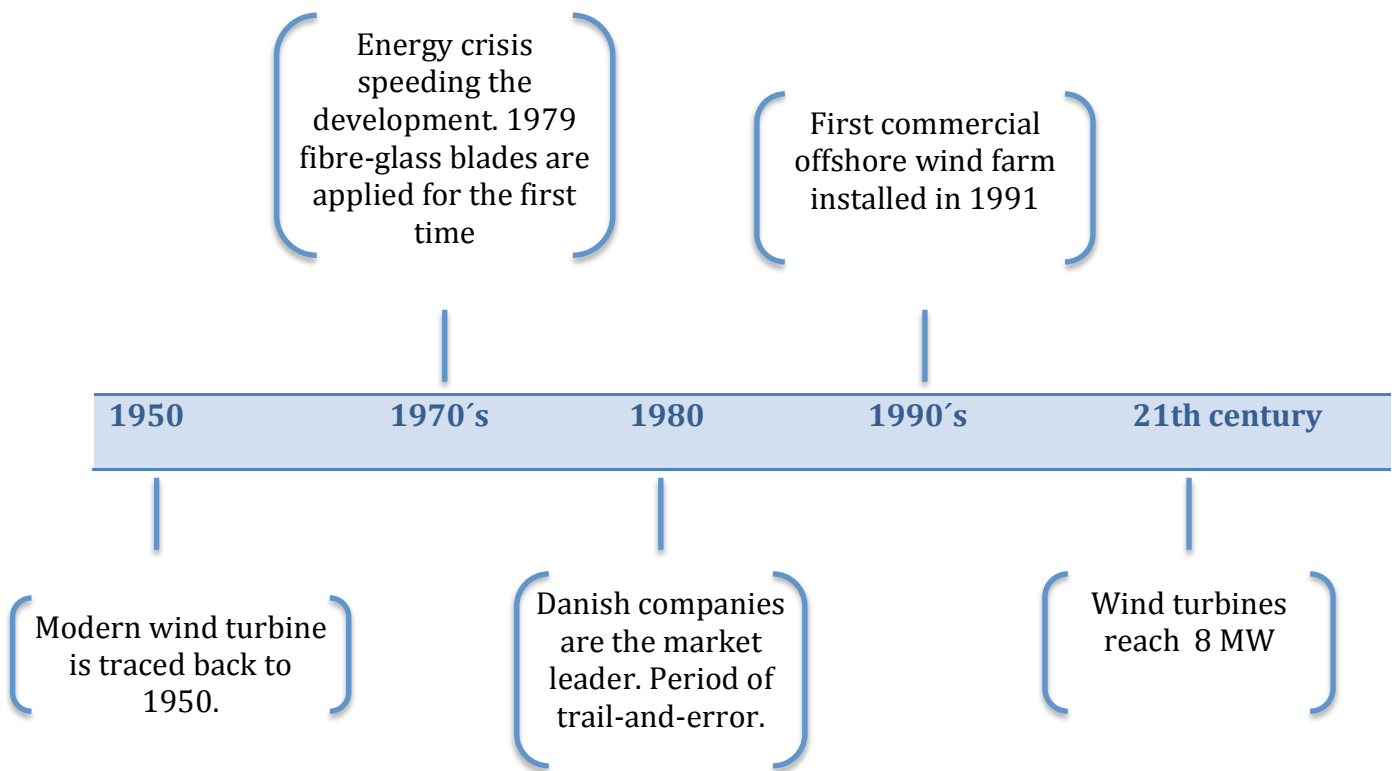 Energy crisis
speeding the
development. 1979
fibre-glass blades are
applied for the first
time
First commercial
offshore wind farm
installed in 1991
1950
1970´s
1980
1990´s
21th century
Modern wind turbine
is traced back to
1950.
Danish companies
are the market
leader. Period of
trail-and-error.
Wind turbines
reach  8 MW